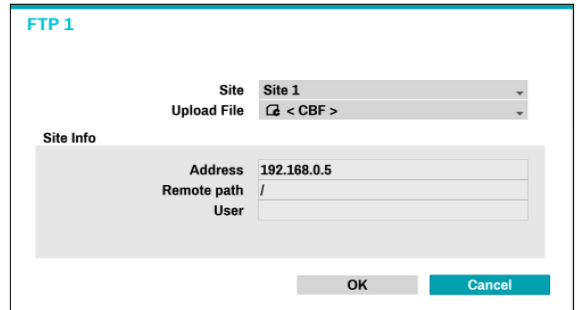 FTP 1
Site Site 1
Upload File < CBF >
Site Info
Address 192.168.0.5
Remote path /
User
OK Cancel